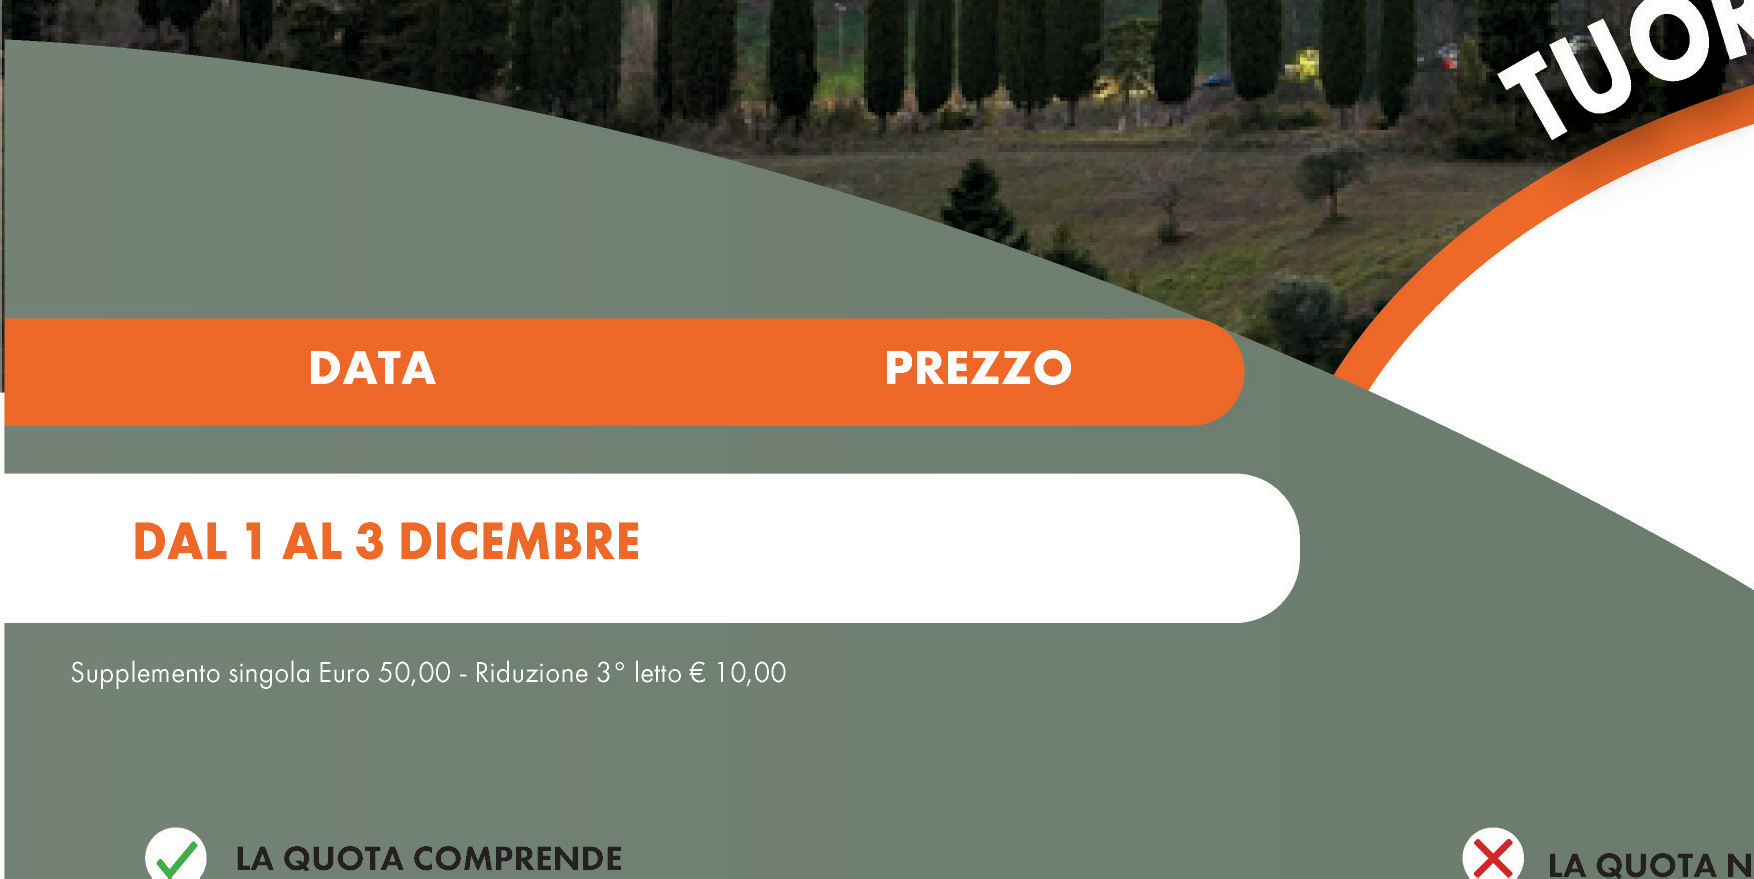 TUOR
DATA PREZZO
DAL 1 AL 3 DICEMBRE
Supplemento singola Euro 50,00 - Riduzione 3° letto € 10,00
LA QUOTA COMPRENDE
LA QUOTA N